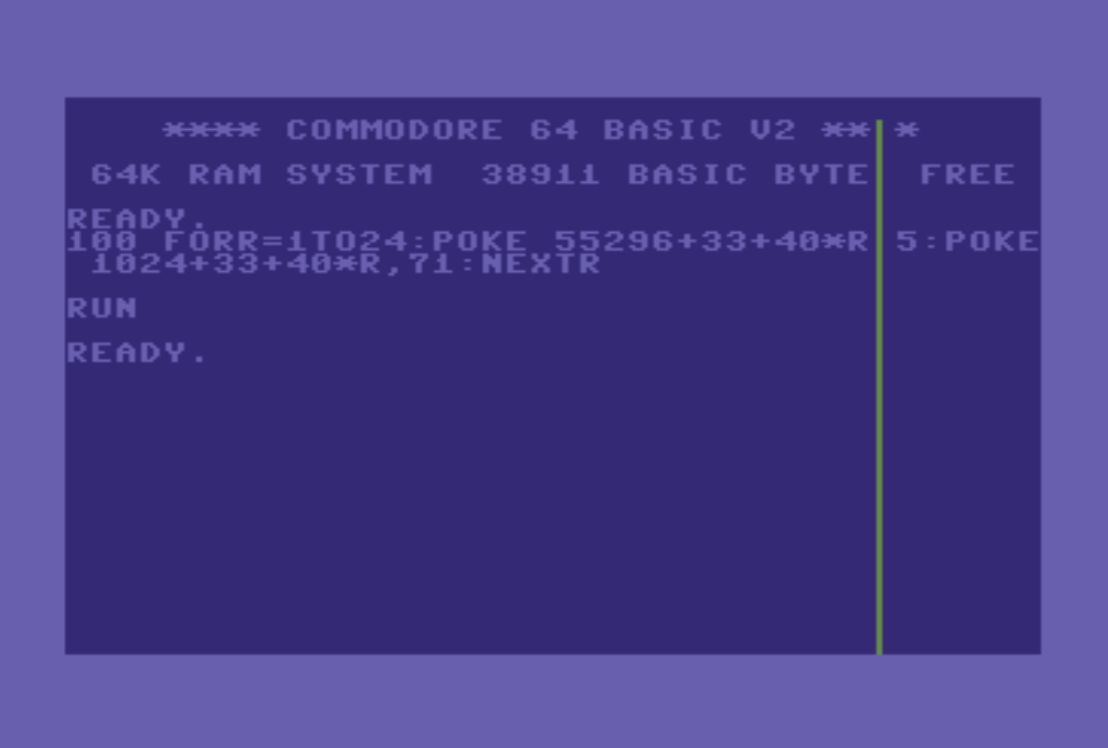 **** COMMODORE 64 BASIC V2 ** *
64K RAM SYSTEM 38911 BASIC BYTE FREE
READY.
100 FORR=1TO24:POKE 55296+33+40*R 5:POKE
1024+33+40*R,71:NEXTR
RUN
READY.